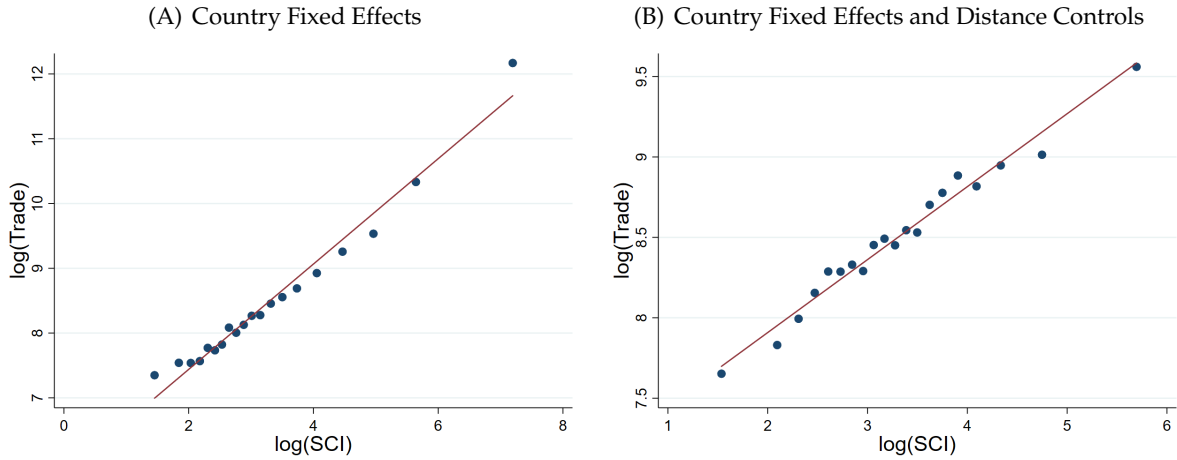 (A) Country Fixed Effects
12
11
10
9
8
7
log(Trade)
0 2 4 6 8
log(SCI)
(B) Country Fixed Effects and Distance Controls
9.5
9
8.5
8
7.5
log(Trade)
1 2 3 4 5 6
log(SCI)